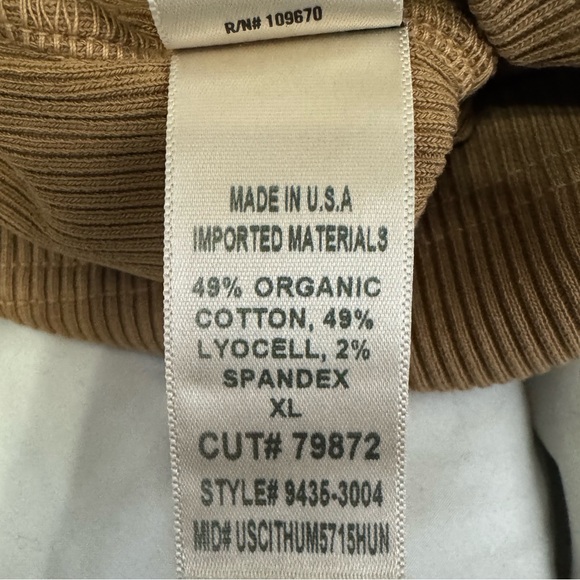 R/N# 109670
MADE IN U.S.A
IMPORTED MATERIALS
49% ORGANIC
COTTON, 49%
LYOCELL, 2%
SPANDEX
XL
CUT# 79872
STYLE# 9435-3004
MID# USCITHUM5715HUN